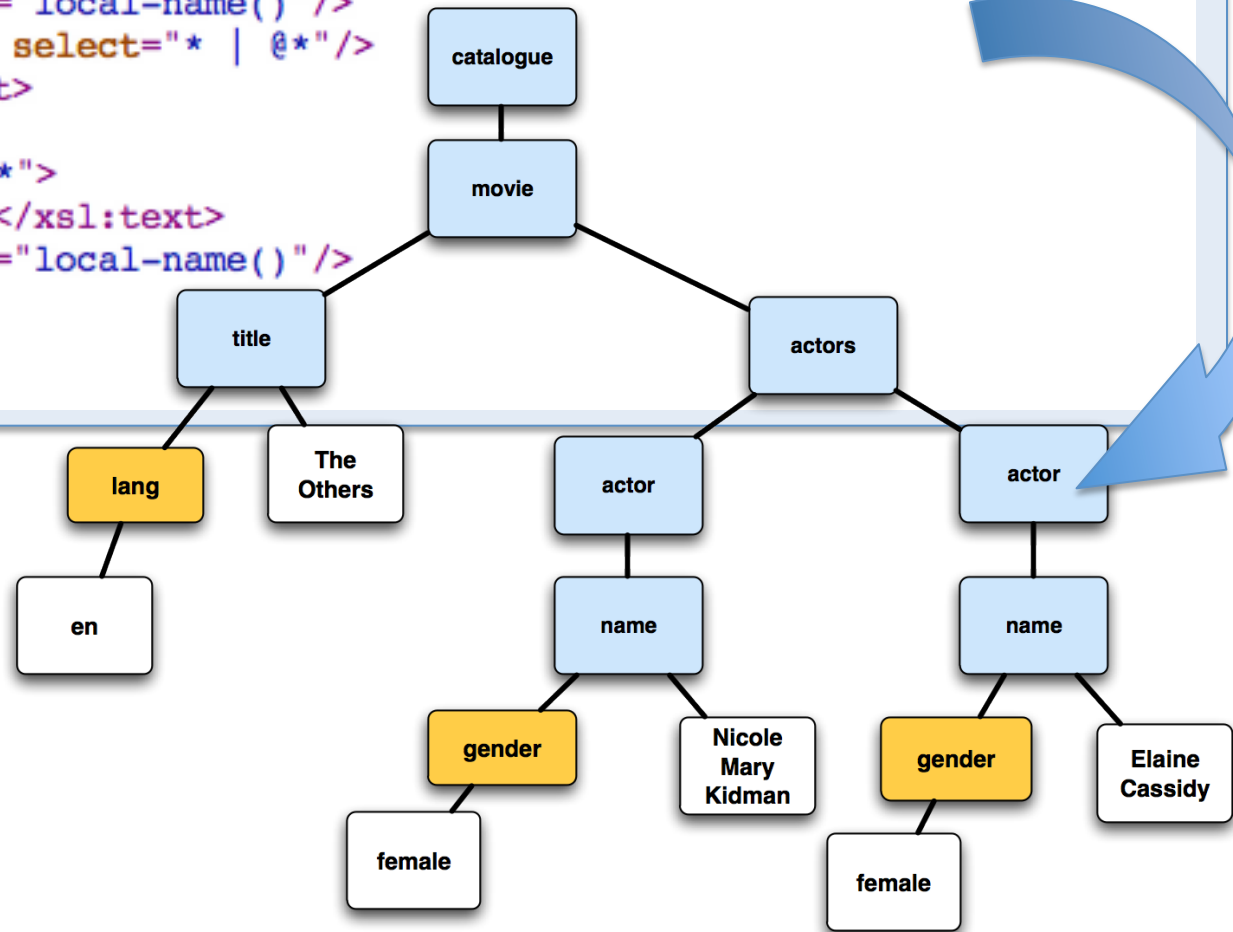 ="local-name()"/>
select="* | @*"/>
t>
*">
</xsl:text>
="local-name()"/>
catalogue
movie
title
actors
lang
The
Others
actor
actor
en
name
name
gender
Nicole
Mary
Kidman
gender
Elaine
Cassidy
female
female